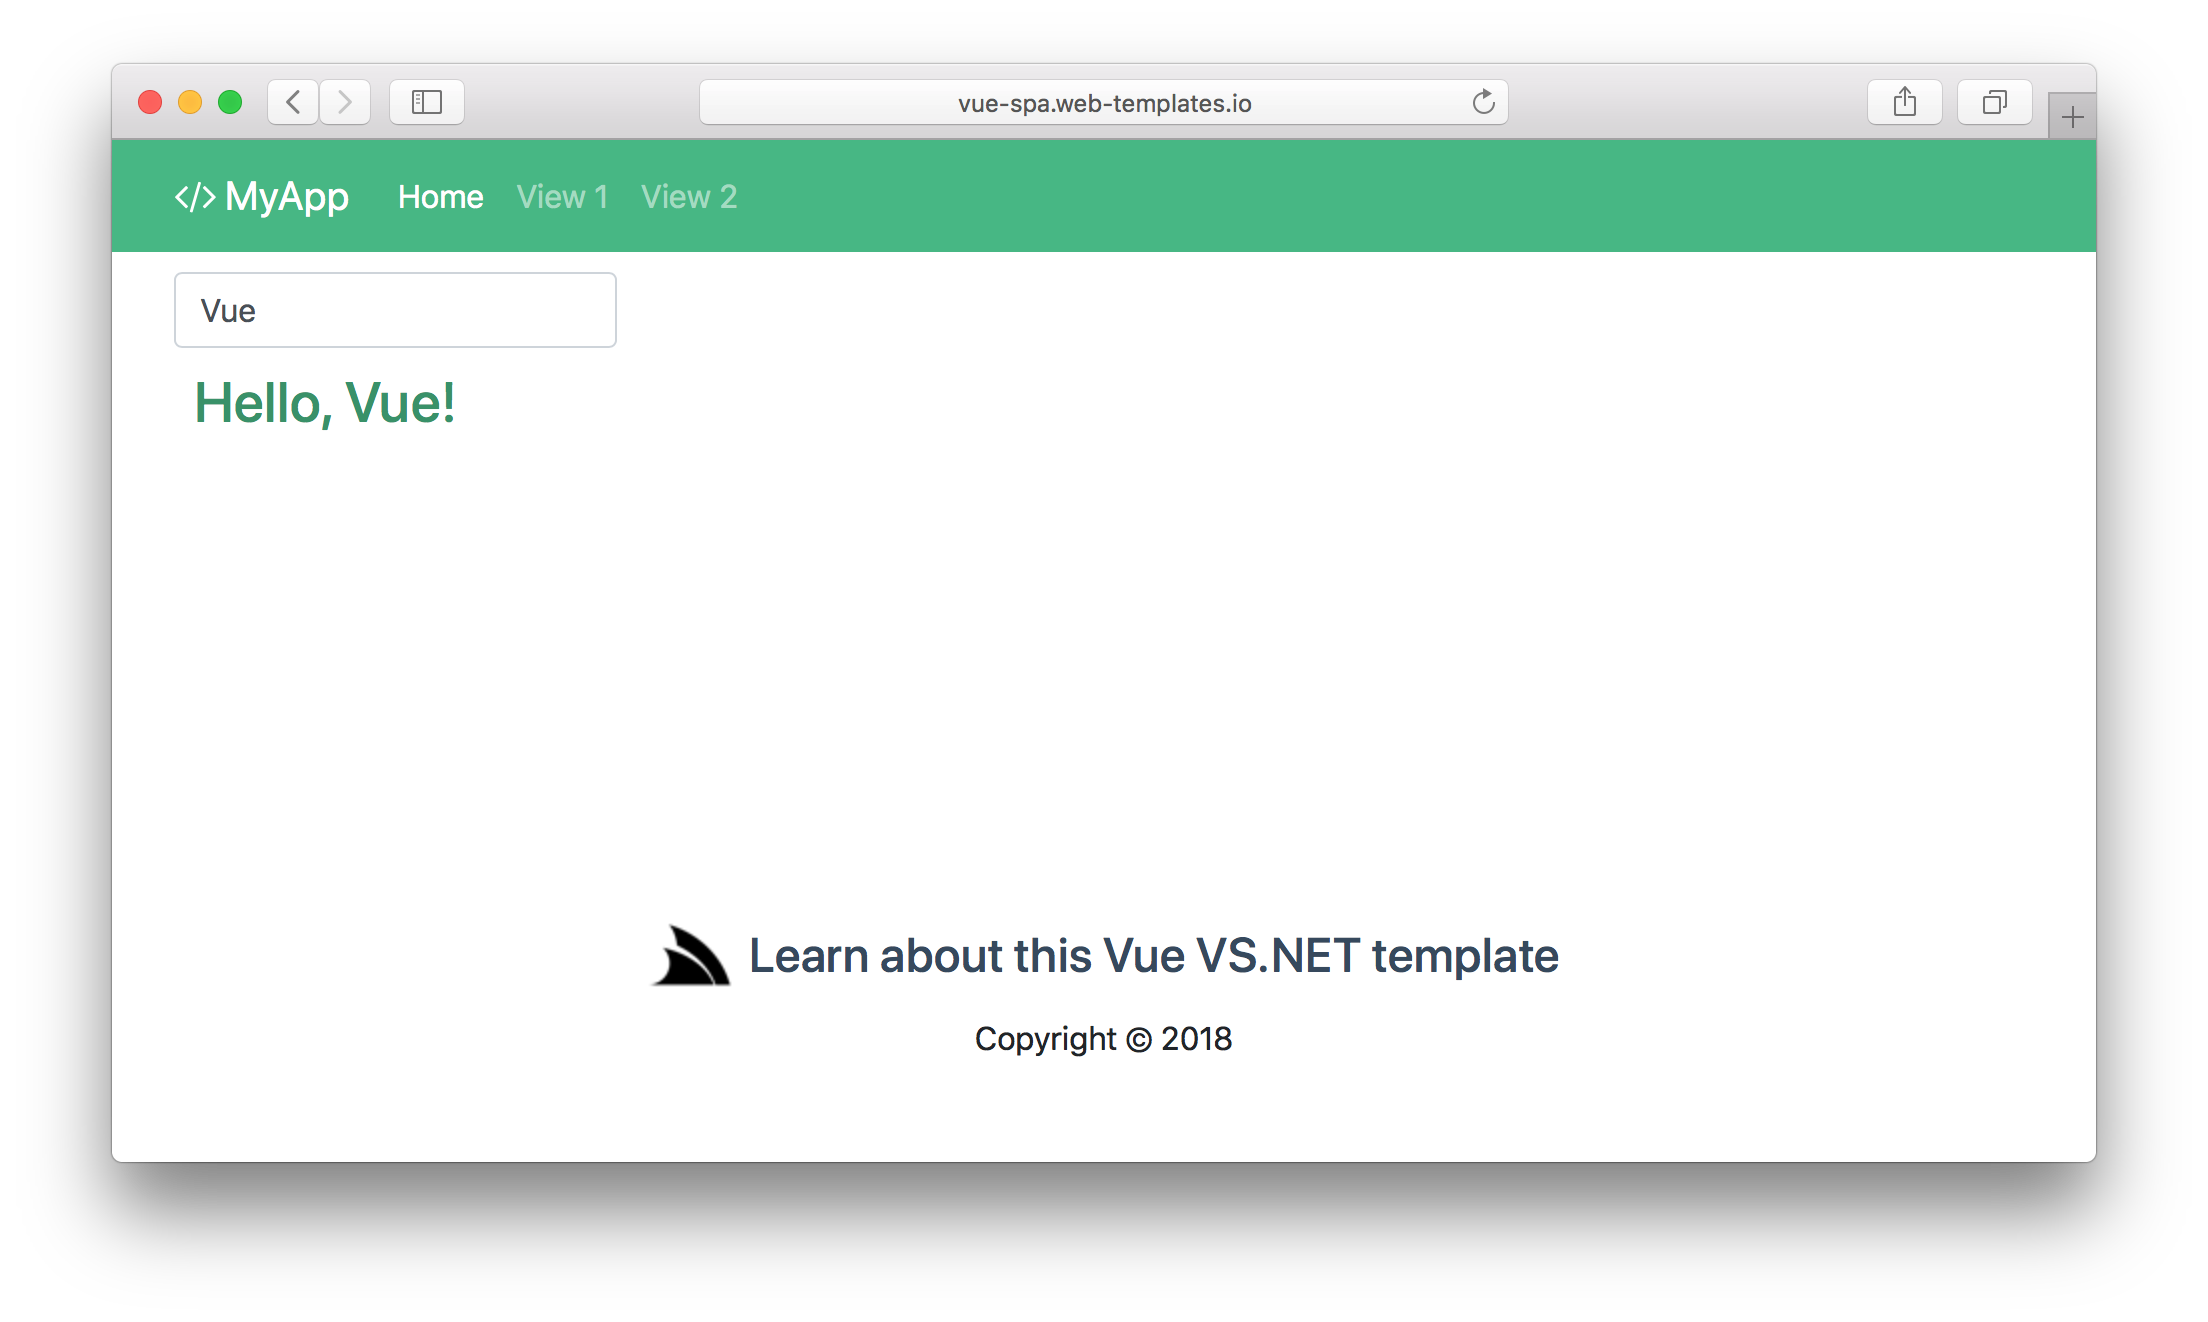 vue-spa.web-templates.io
</> MyApp Home View 1 View 2
Vue
Hello, Vue!
Learn about this Vue VS.NET template
Copyright © 2018